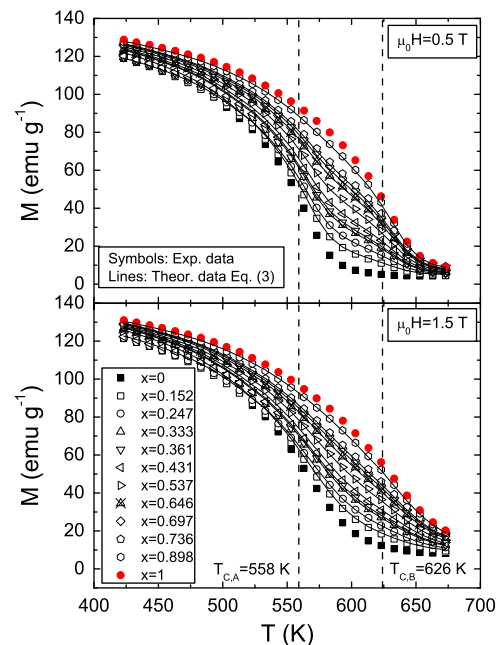 140
120
100
80
60
40
20
0
M (emu g⁻¹)
μ₀H=0.5 T
Symbols: Exp. data
Lines: Theor. data Eq. (3)
140
120
100
80
60
40
20
0
M (emu g⁻¹)
μ₀H=1.5 T
x=0
x=0.152
x=0.247
x=0.333
x=0.361
x=0.431
x=0.537
x=0.646
x=0.697
x=0.736
x=0.898
x=1
T_C,A=558 K
T_C,B=626 K
400 450 500 550 600 650 700
T (K)